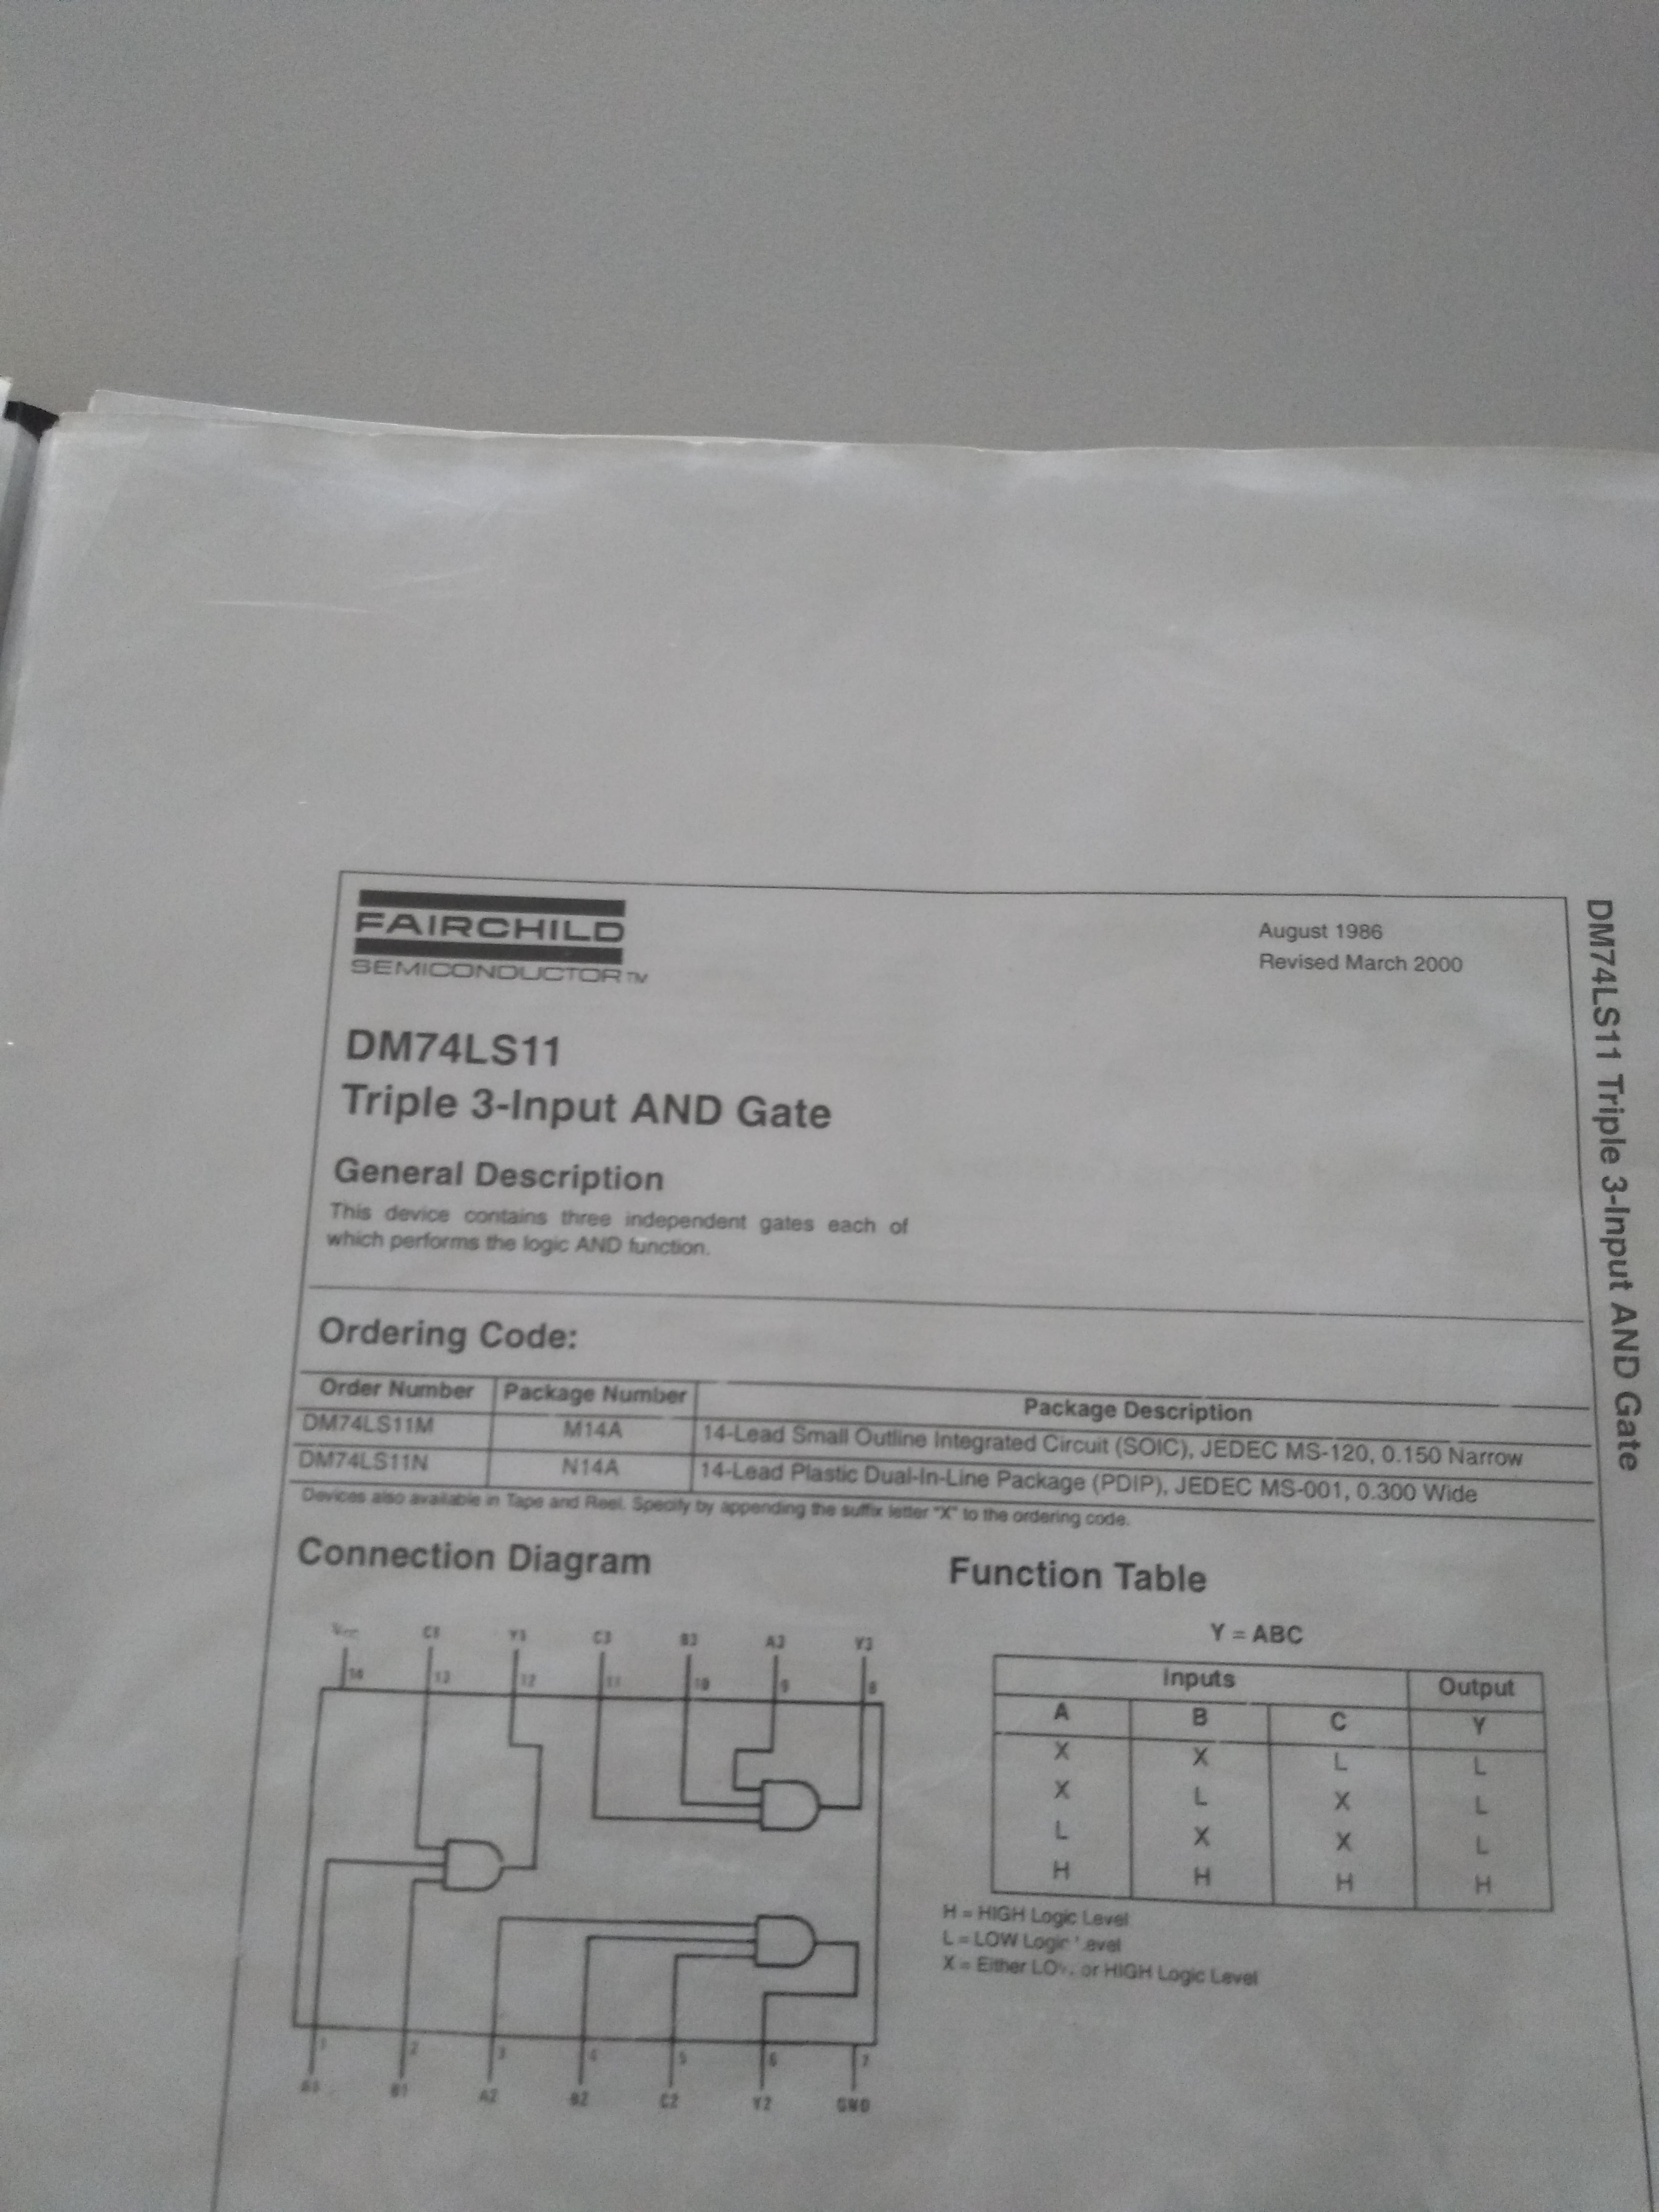 FAIRCHILD
SEMICONDUCTOR™
August 1986
Revised March 2000
DM74LS11
Triple 3-Input AND Gate
General Description
This device contains three independent gates each of
which performs the logic AND function.
Ordering Code:
Order Number Package Number Package Description
DM74LS11M M14A 14-Lead Small Outline Integrated Circuit (SOIC), JEDEC MS-120, 0.150 Narrow
DM74LS11N N14A 14-Lead Plastic Dual-In-Line Package (PDIP), JEDEC MS-001, 0.300 Wide
Devices also available in Tape and Reel. Specify by appending the suffix letter "X" to the ordering code.
Connection Diagram
VCC C1 Y1 C3 B3 A3 Y3
14 13 12 11 10 9 8
1 2 3 4 5 6 7
A1 B1 A2 B2 C2 Y2 GND
Function Table
Y = ABC
Inputs Output
A B C Y
X X L L
X L X L
L X X L
H H H H
H = HIGH Logic Level
L = LOW Logic Level
X = Either LOW or HIGH Logic Level
DM74LS11 Triple 3-Input AND Gate